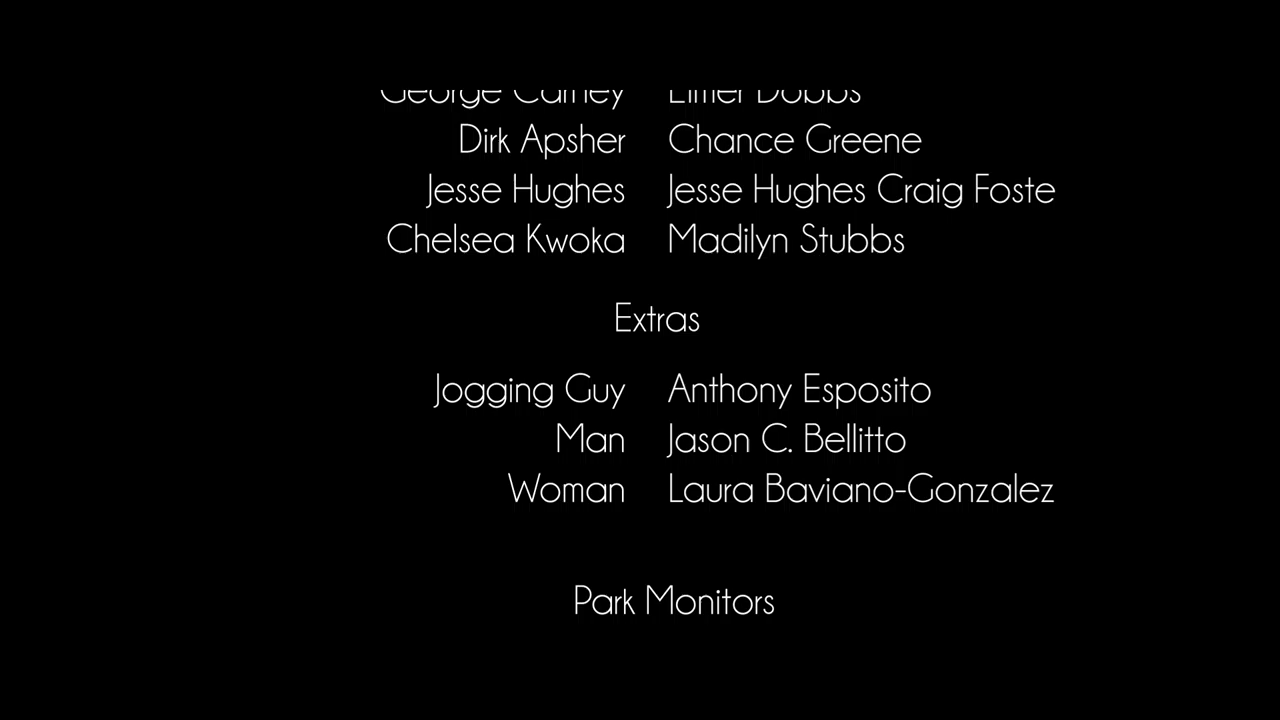 George
Dirk Apsher Chance Greene
Jesse Hughes Jesse Hughes Craig Foste
Chelsea Kwoka Madilyn Stubbs
Extras
Jogging Guy Anthony Esposito
Man Jason C. Bellitto
Woman Laura Baviano-Gonzalez
Park Monitors